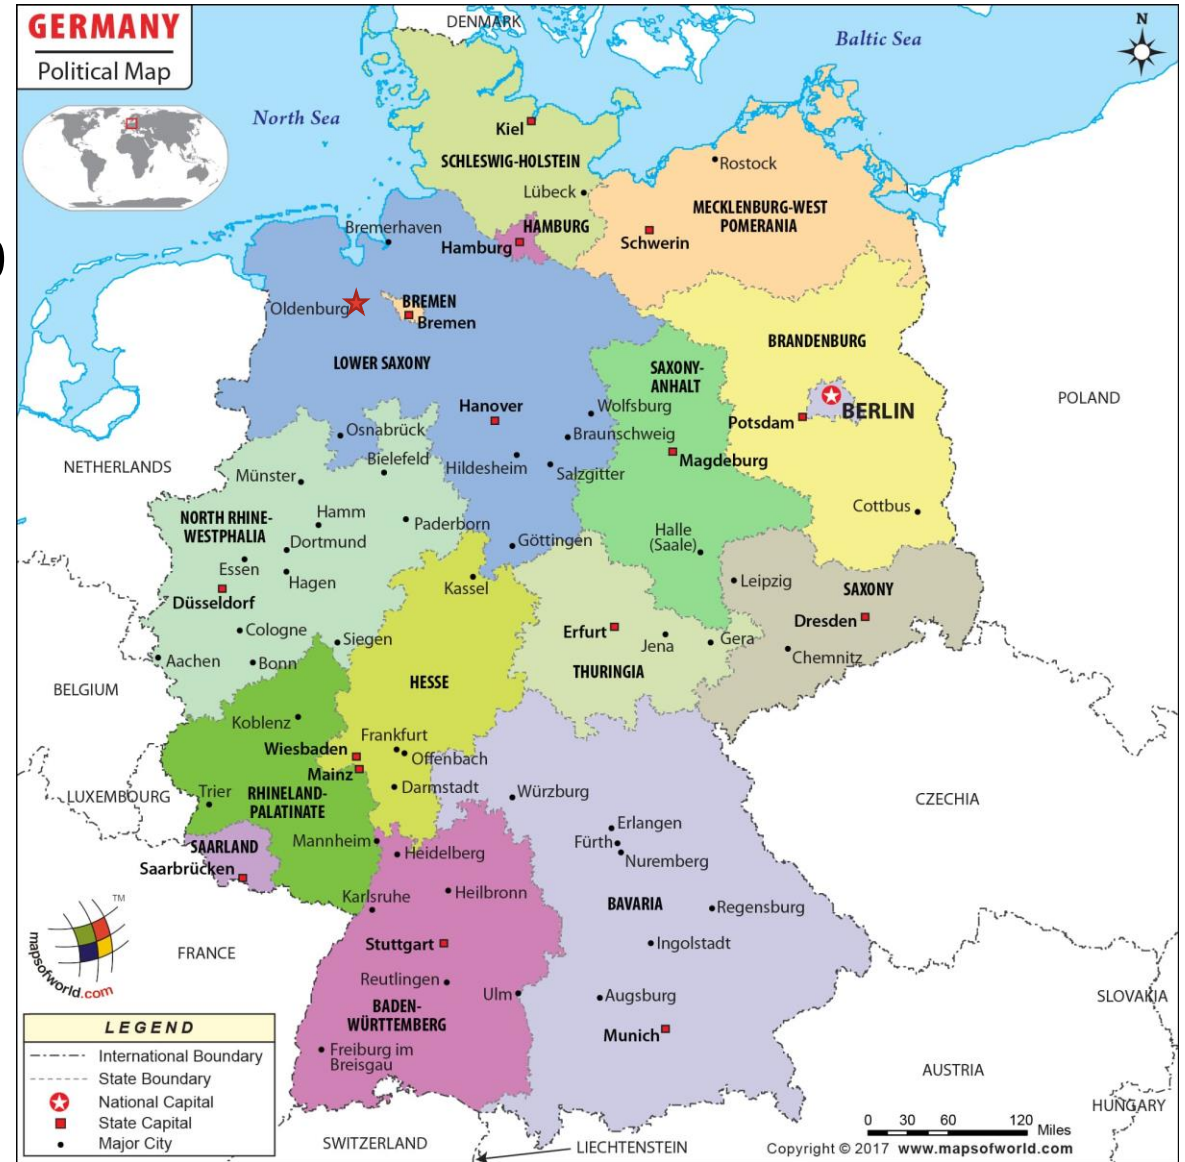 GERMANY
Political Map
DENMARK
Baltic Sea
N
North Sea
Kiel
SCHLESWIG-HOLSTEIN
Rostock
Lübeck
MECKLENBURG-WEST
POMERANIA
HAMBURG
Bremerhaven
Hamburg
Schwerin
Oldenburg
BREMEN
Bremen
BRANDENBURG
LOWER SAXONY
SAXONY-
ANHALT
POLAND
Hanover
Wolfsburg
BERLIN
Potsdam
Osnabrück
Braunschweig
NETHERLANDS
Bielefeld
Hildesheim
Magdeburg
Münster
Salzgitter
Cottbus
NORTH RHINE-
WESTPHALIA
Hamm
Paderborn
Halle
(Saale)
Dortmund
Göttingen
Essen
Hagen
Kassel
Leipzig
SAXONY
Düsseldorf
Dresden
Cologne
Siegen
Erfurt
Jena
Gera
Aachen
Bonn
Chemnitz
THURINGIA
BELGIUM
HESSE
Koblenz
Frankfurt
Wiesbaden
Offenbach
Mainz
Darmstadt
LUXEMBOURG
Trier
RHINELAND-
PALATINATE
Würzburg
CZECHIA
Erlangen
Mannheim
Fürth
SAARLAND
Heidelberg
Nuremberg
Saarbrücken
Karlsruhe
Heilbronn
BAVARIA
Regensburg
TM
mapsofworld.com
FRANCE
Stuttgart
Ingolstadt
Reutlingen
Ulm
Augsburg
SLOVAKIA
BADEN-
WÜRTTEMBERG
Munich
LEGEND
International Boundary
State Boundary
National Capital
State Capital
Major City
Freiburg im
Breisgau
AUSTRIA
HUNGARY
0 30 60 120
Miles
SWITZERLAND
LIECHTENSTEIN
Copyright © 2017 www.mapsofworld.com